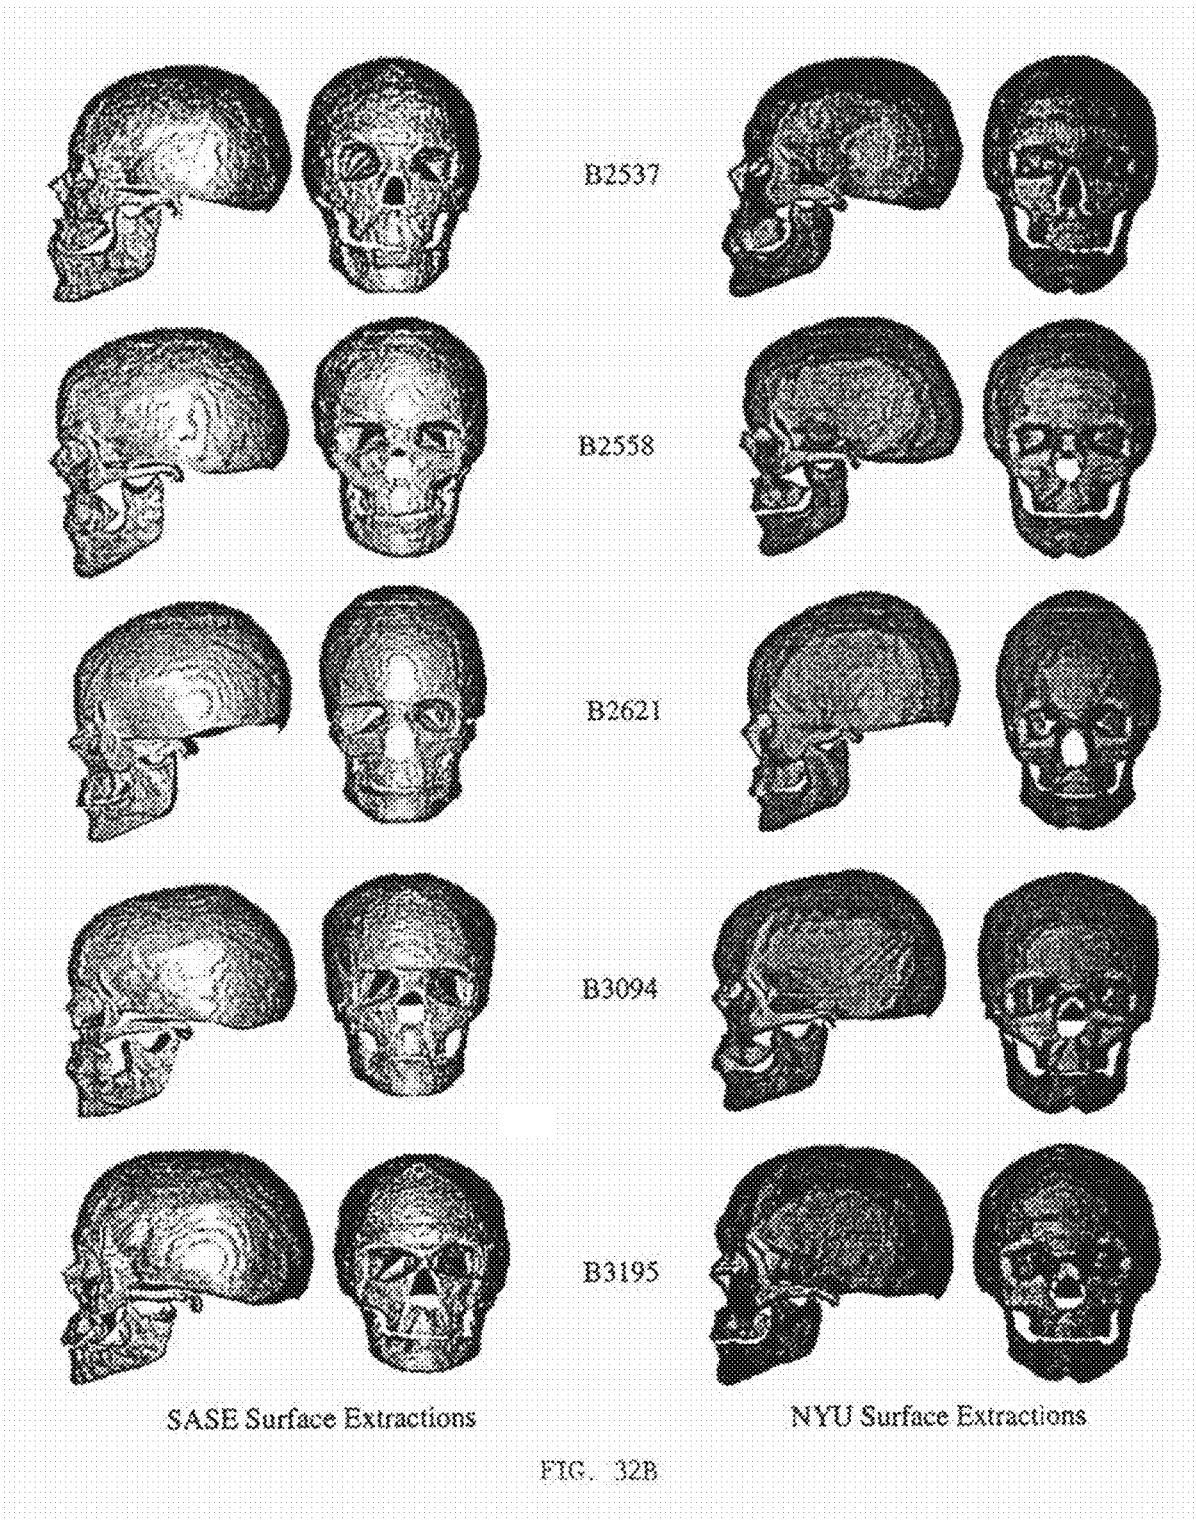 B2537
B2558
B2621
B3094
B3195
SASE Surface Extractions
NYU Surface Extractions
FIG. 32B